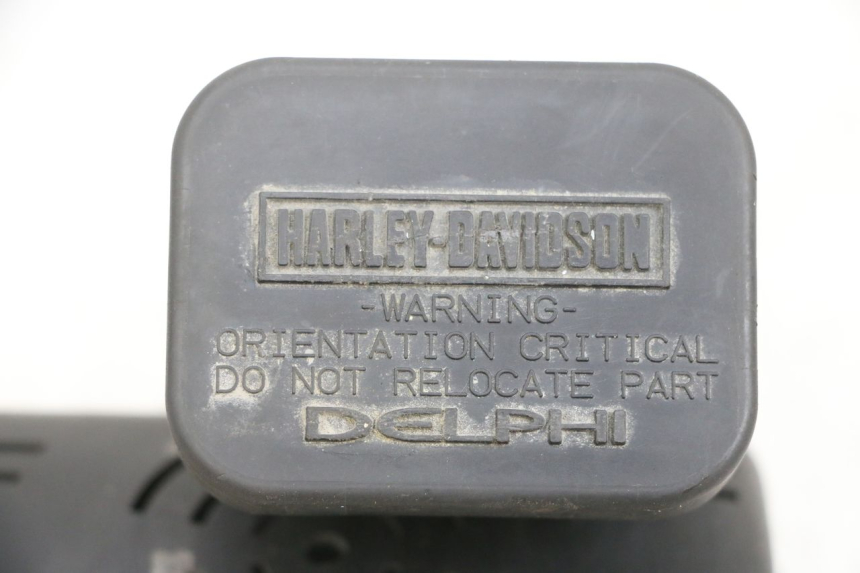 HARLEY-DAVIDSON
-WARNING-
ORIENTATION CRITICAL
DO NOT RELOCATE PART
DELPHI